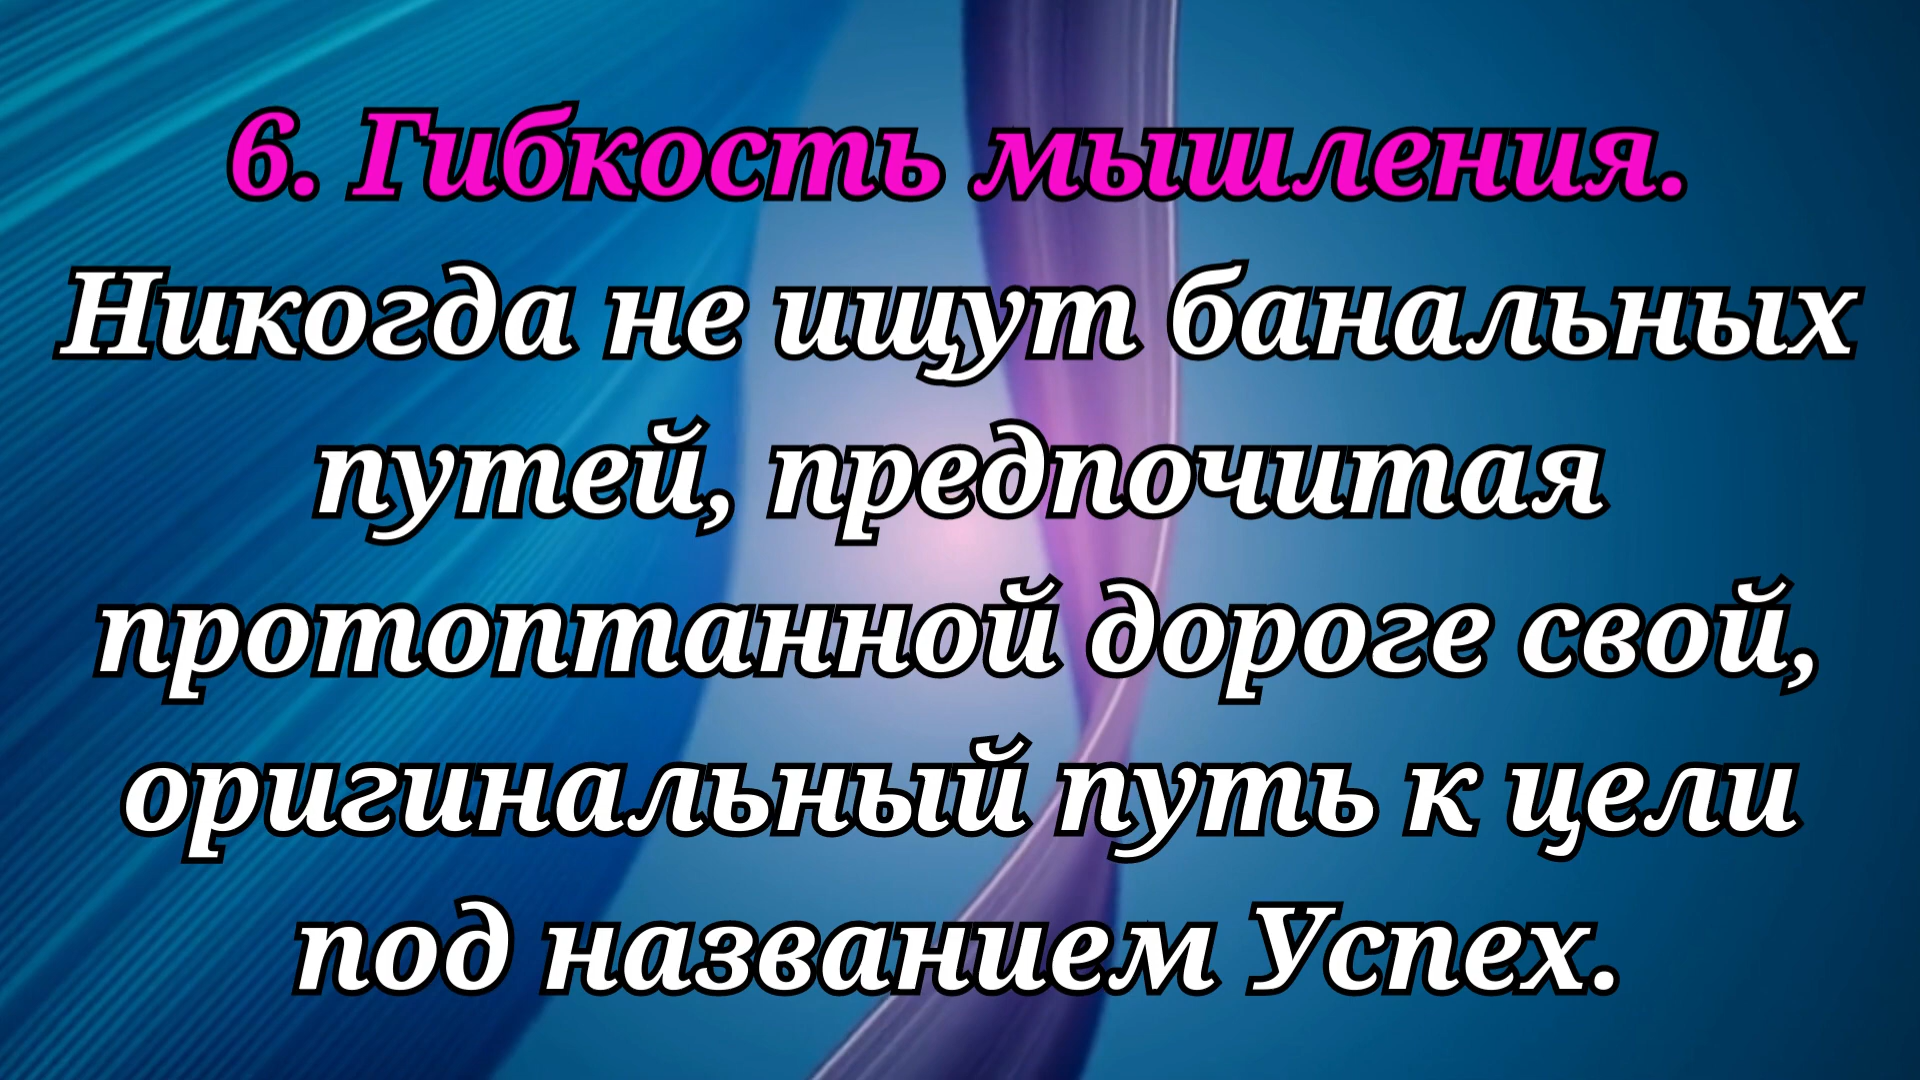 6. Гибкость мышления.
Никогда не ищут банальных
путей, предпочитая
протоптанной дороге свой,
оригинальный путь к цели
под названием Успех.